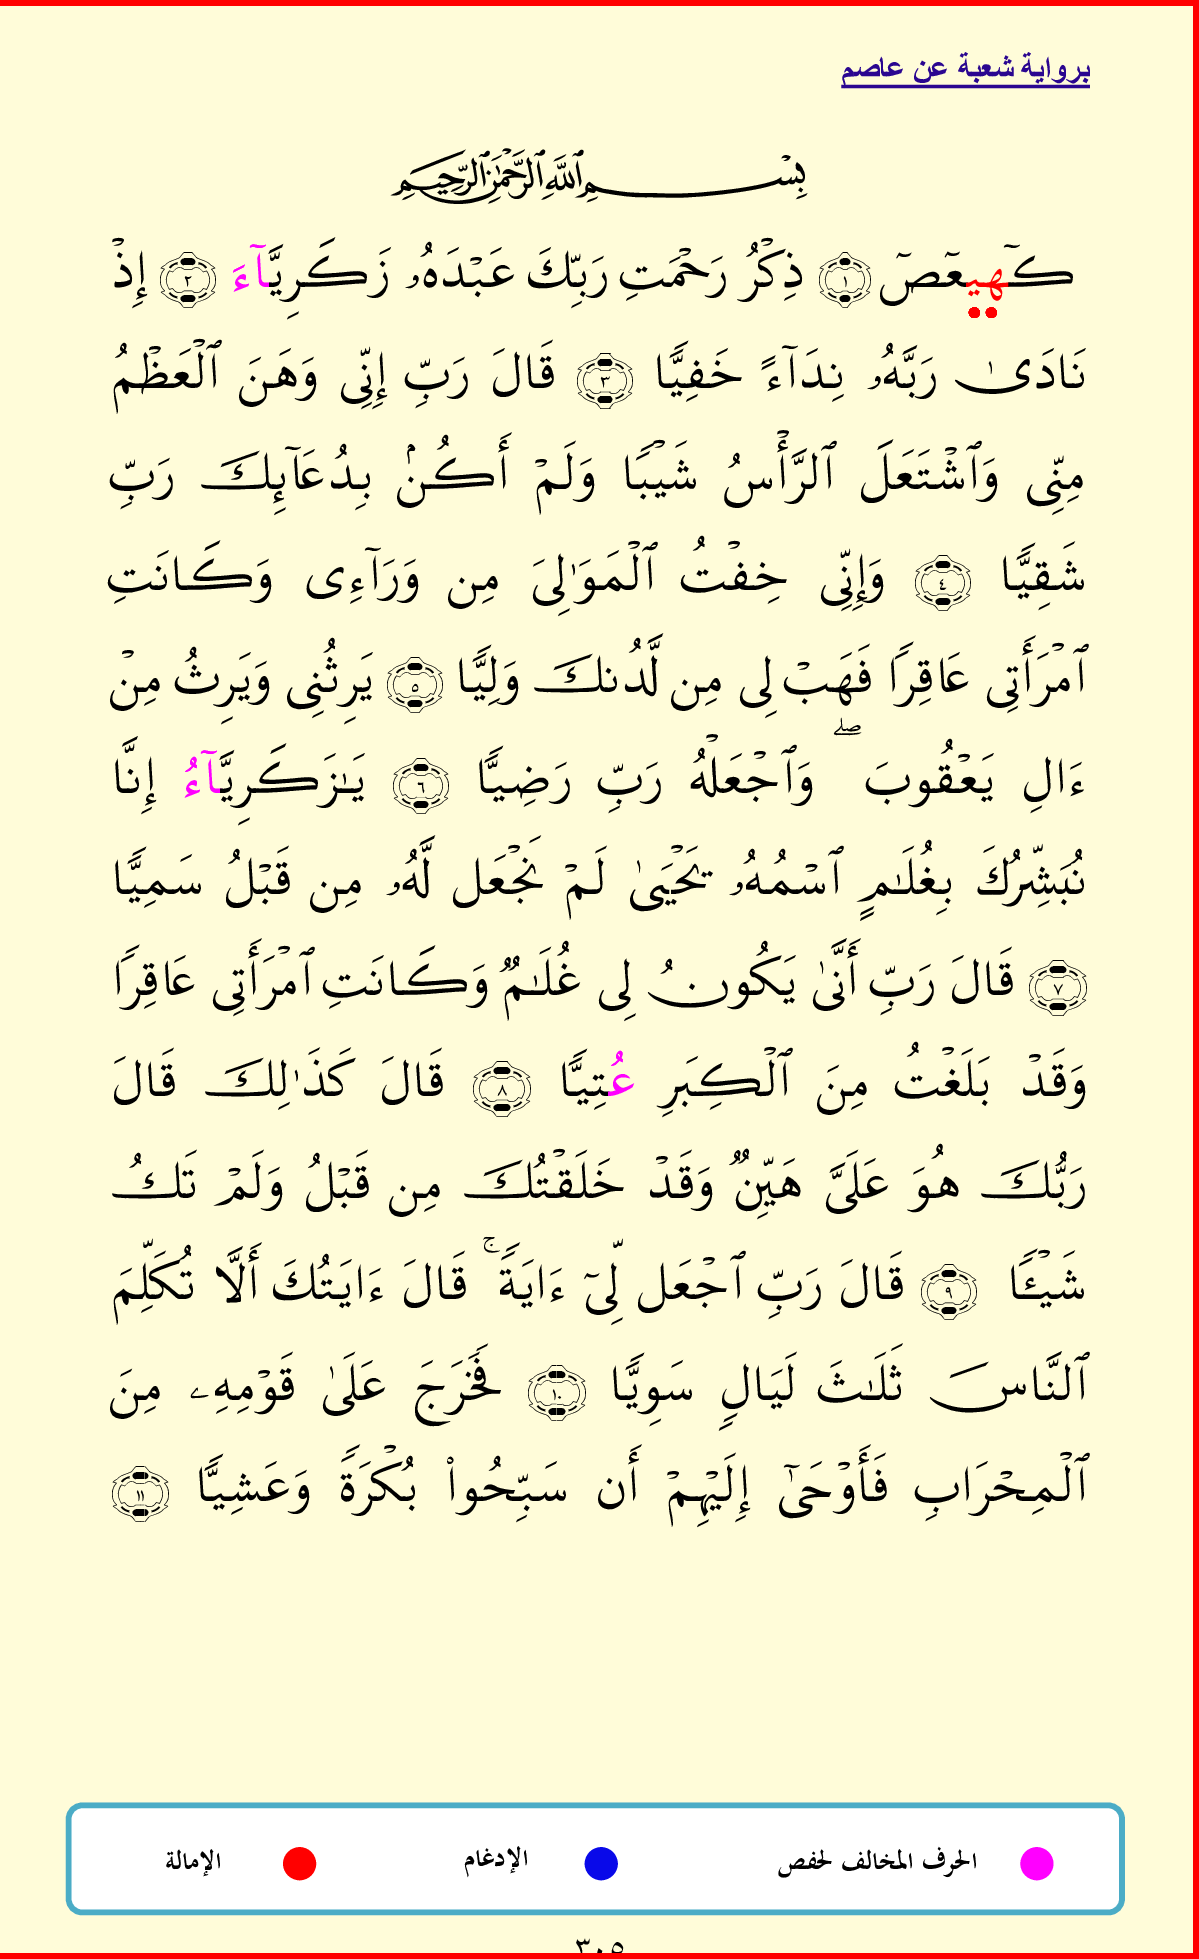 برواية شعبة عن عاصم
بِسْمِ ٱللَّهِ ٱلرَّحْمَٰنِ ٱلرَّحِيمِ
كٓهيعٓصٓ ١ ذِكْرُ رَحْمَتِ رَبِّكَ عَبْدَهُۥ زَكَرِيَّآءَ ٢ إِذْ
نَادَىٰ رَبَّهُۥ نِدَآءً خَفِيًّا ٣ قَالَ رَبِّ إِنِّى وَهَنَ ٱلْعَظْمُ
مِنِّى وَٱشْتَعَلَ ٱلرَّأْسُ شَيْبًا وَلَمْ أَكُنۢ بِدُعَآئِكَ رَبِّ
شَقِيًّا ٤ وَإِنِّى خِفْتُ ٱلْمَوَٰلِىَ مِن وَرَآءِى وَكَانَتِ
ٱمْرَأَتِى عَاقِرًا فَهَبْ لِى مِن لَّدُنكَ وَلِيًّا ٥ يَرِثُنِى وَيَرِثُ مِنْ
ءَالِ يَعْقُوبَ ۖ وَٱجْعَلْهُ رَبِّ رَضِيًّا ٦ يَٰزَكَرِيَّآءُ إِنَّا
نُبَشِّرُكَ بِغُلَٰمٍ ٱسْمُهُۥ يَحْيَىٰ لَمْ نَجْعَل لَّهُۥ مِن قَبْلُ سَمِيًّا
٧ قَالَ رَبِّ أَنَّىٰ يَكُونُ لِى غُلَٰمٌ وَكَانَتِ ٱمْرَأَتِى عَاقِرًا
وَقَدْ بَلَغْتُ مِنَ ٱلْكِبَرِ عُتِيًّا ٨ قَالَ كَذَٰلِكَ قَالَ
رَبُّكَ هُوَ عَلَىَّ هَيِّنٌ وَقَدْ خَلَقْتُكَ مِن قَبْلُ وَلَمْ تَكُ
شَيْـًٔا ٩ قَالَ رَبِّ ٱجْعَل لِّىٓ ءَايَةً ۚ قَالَ ءَايَتُكَ أَلَّا تُكَلِّمَ
ٱلنَّاسَ ثَلَٰثَ لَيَالٍ سَوِيًّا ١٠ فَخَرَجَ عَلَىٰ قَوْمِهِۦ مِنَ
ٱلْمِحْرَابِ فَأَوْحَىٰٓ إِلَيْهِمْ أَن سَبِّحُوا۟ بُكْرَةً وَعَشِيًّا ١١
الحرف المخالف لحفص الإدغام الإمالة
٣٠٥